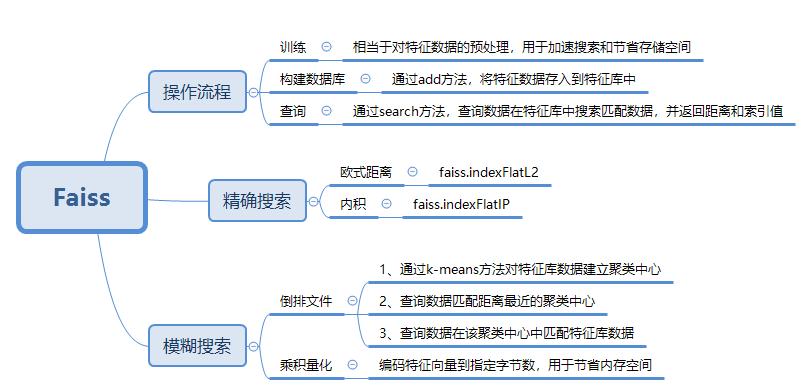 Faiss
操作流程
训练
相当于对特征数据的预处理，用于加速搜索和节省存储空间
构建数据库
通过add方法，将特征数据存入到特征库中
查询
通过search方法，查询数据在特征库中搜索匹配数据，并返回距离和索引值
精确搜索
欧式距离
faiss.indexFlatL2
内积
faiss.indexFlatIP
模糊搜索
倒排文件
1、通过k-means方法对特征库数据建立聚类中心
2、查询数据匹配距离最近的聚类中心
3、查询数据在该聚类中心中匹配特征库数据
乘积量化
编码特征向量到指定字节数，用于节省内存空间